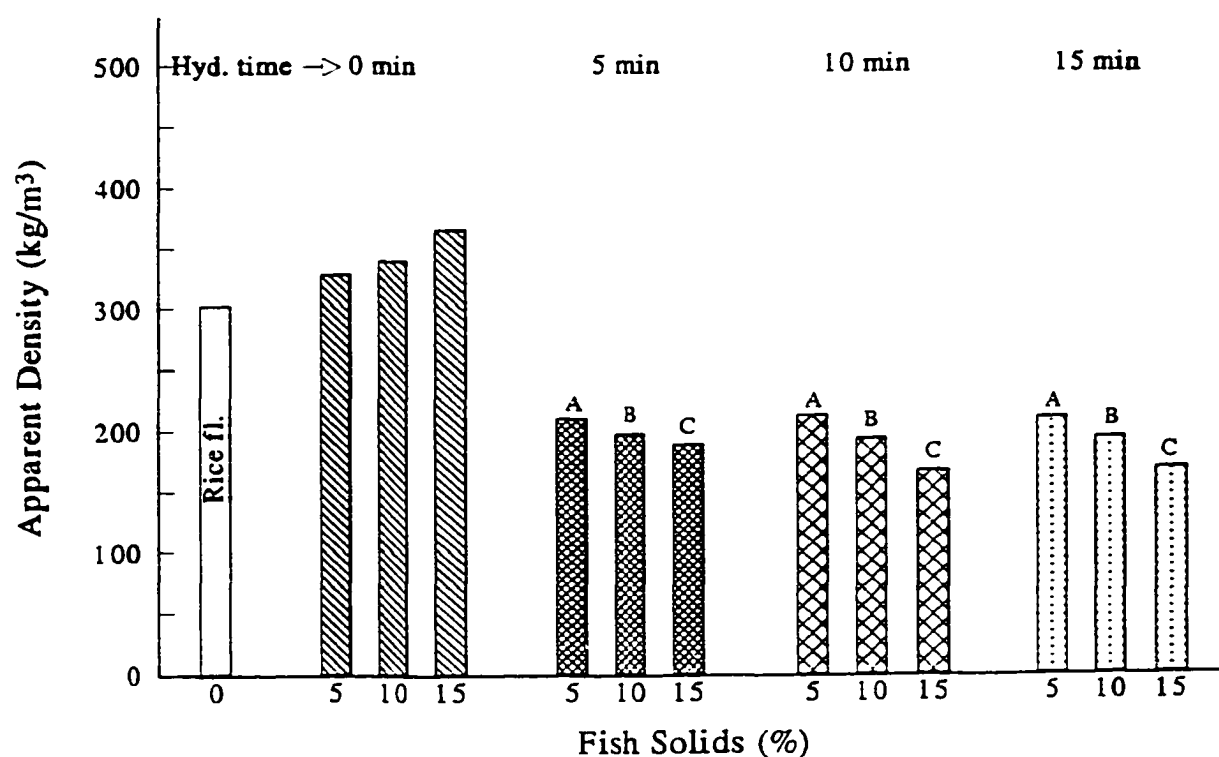 500
Hyd. time -> 0 min
5 min
10 min
15 min
400
300
200
100
0
Apparent Density (kg/m³)
Rice fl.
A
B
C
A
B
C
A
B
C
0
5
10
15
5
10
15
5
10
15
5
10
15
Fish Solids (%)